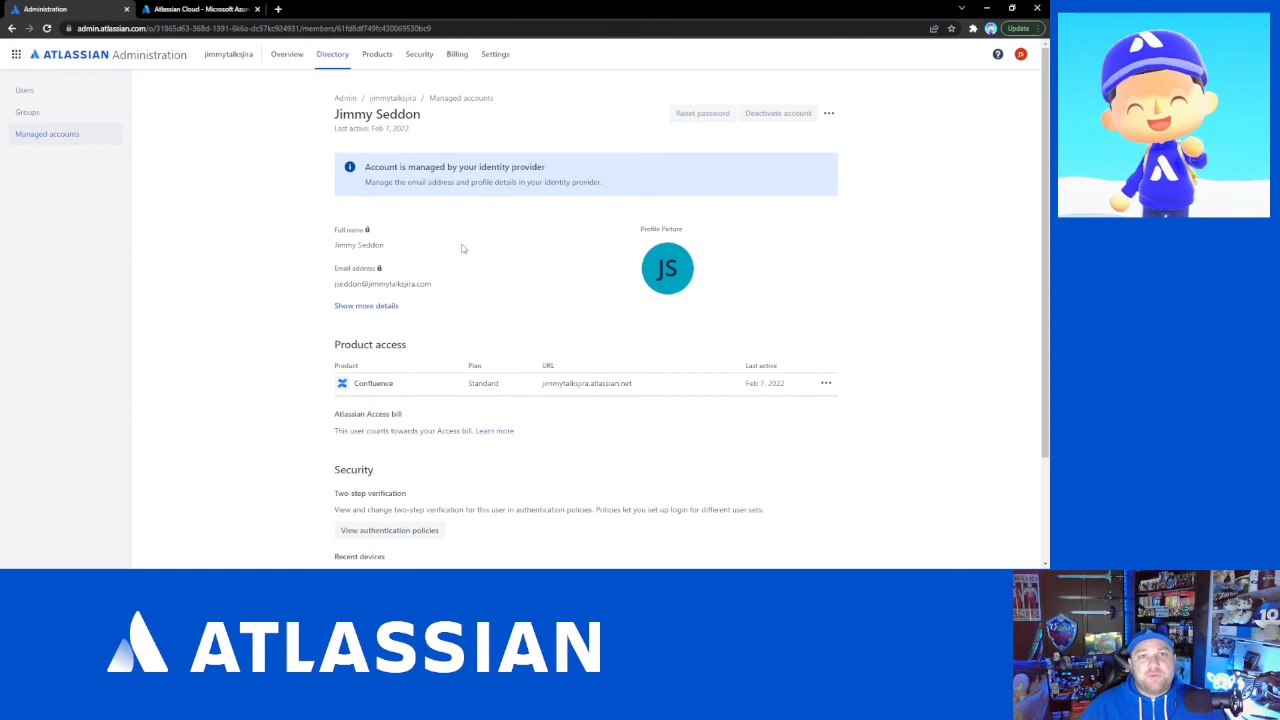 Administration
Atlassian Cloud - Microsoft Azu
admin.atlassian.com/o/31865d63-368d-1391-6k6a-dc57kc924931/members/61fd8df749fc430069530bc9
Update
ATLASSIAN Administration
jimmytalksjira
Overview
Directory
Products
Security
Billing
Settings
JS
Users
Groups
Managed accounts
Admin / jimmytalksjira / Managed accounts
Jimmy Seddon
Last active: Feb 7, 2022
Reset password
Deactivate account
Account is managed by your identity provider
Manage the email address and profile details in your identity provider.
Full name
Jimmy Seddon
Email address
jseddon@jimmytalksjira.com
Show more details
Profile Picture
JS
Product access
Product Plan URL Last active
Confluence Standard jimmytalksjira.atlassian.net Feb 7, 2022
Atlassian Access bill
This user counts towards your Access bill. Learn more
Security
Two-step verification
View and change two-step verification for this user in authentication policies. Policies let you set up login for different user sets.
View authentication policies
Recent devices
ATLASSIAN
10